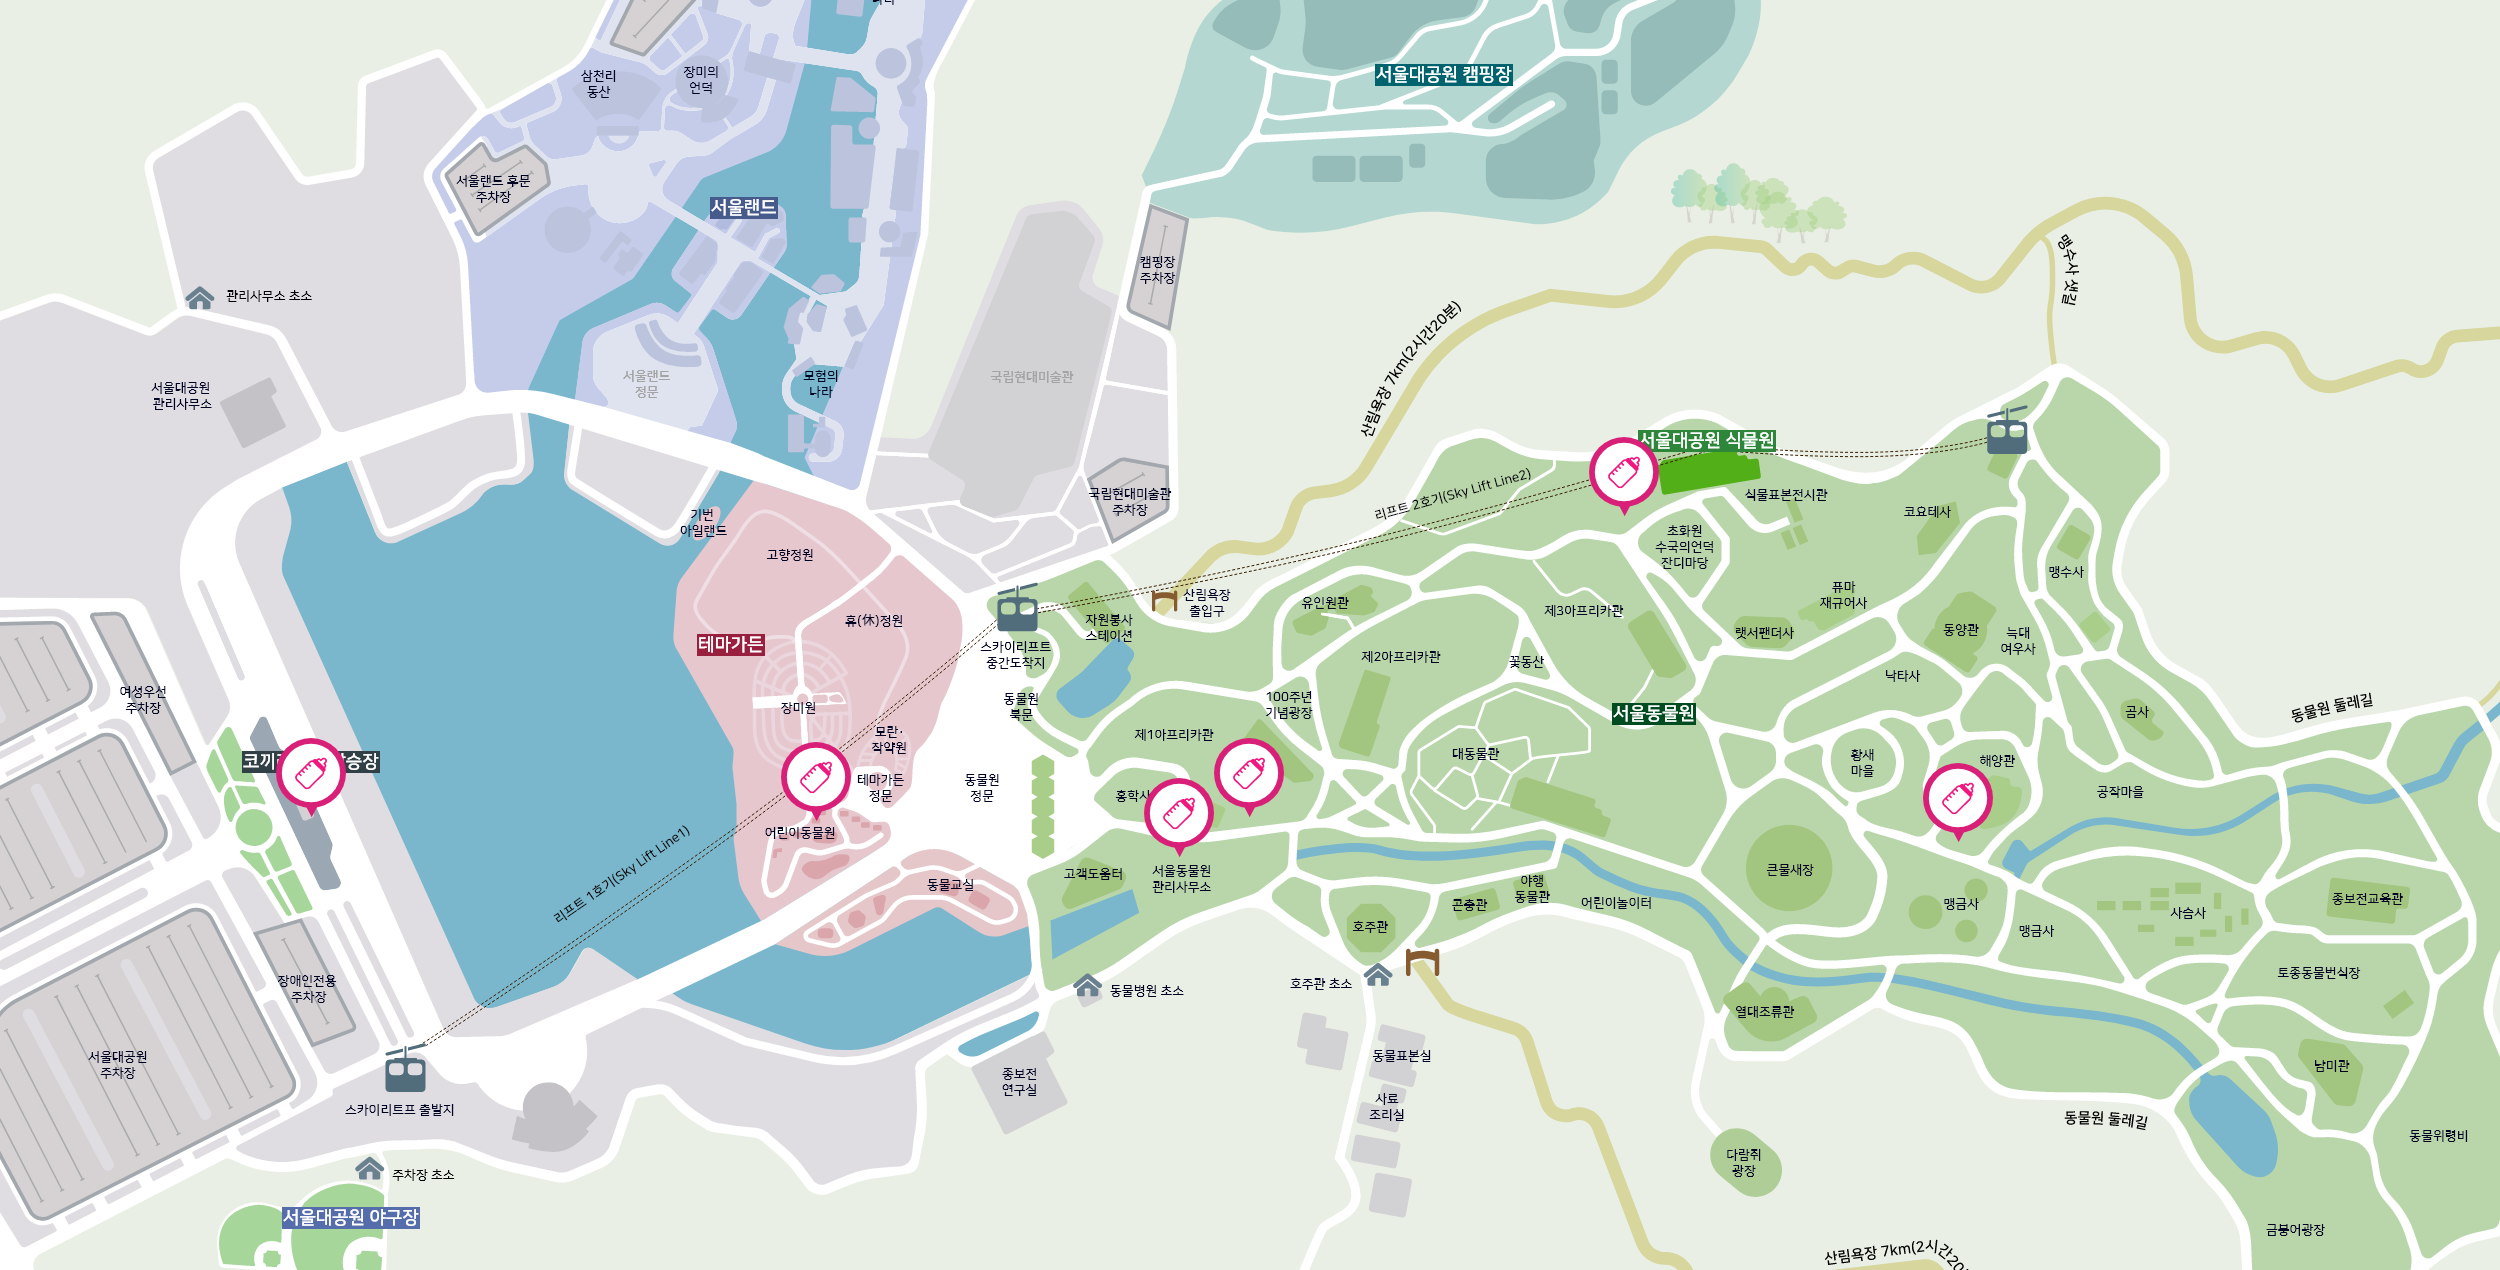 나라
삼천리
동산
장미의
언덕
서울대공원 캠핑장
서울랜드 후문
주차장
서울랜드
캠핑장
주차장
맹수사 샛길
관리사무소 초소
산림욕장 7km(2시간20분)
서울대공원
관리사무소
서울랜드
정문
모험의
나라
국립현대미술관
서울대공원 식물원
리프트 2호기(Sky Lift Line2)
국립현대미술관
주차장
식물표본전시관
코요테사
기번
아일랜드
고향정원
초화원
수국의언덕
잔디마당
맹수사
산림욕장
출입구
유인원관
제3아프리카관
퓨마
재규어사
휴(休)정원
자원봉사
스테이션
랫서팬더사
동양관
늑대
여우사
테마가든
스카이리프트
중간도착지
제2아프리카관
꽃동산
낙타사
여성우선
주차장
장미원
동물원
북문
100주년
기념광장
서울동물원
곰사
동물원 둘레길
모란·
작약원
제1아프리카관
대동물관
황새
마을
해양관
코끼
승장
테마가든
정문
동물원
정문
홍학사
공작마을
어린이동물원
리프트 1호기(Sky Lift Line1)
고객도움터
서울동물원
관리사무소
큰물새장
동물교실
야행
동물관
곤충관
어린이놀이터
맹금사
사슴사
종보전교육관
호주관
맹금사
장애인전용
주차장
동물병원 초소
호주관 초소
토종동물번식장
열대조류관
서울대공원
주차장
동물표본실
남미관
종보전
연구실
스카이리트프 출발지
사료
조리실
동물원 둘레길
동물위령비
주차장 초소
다람쥐
광장
서울대공원 야구장
금붕어광장
산림욕장 7km(2시간20